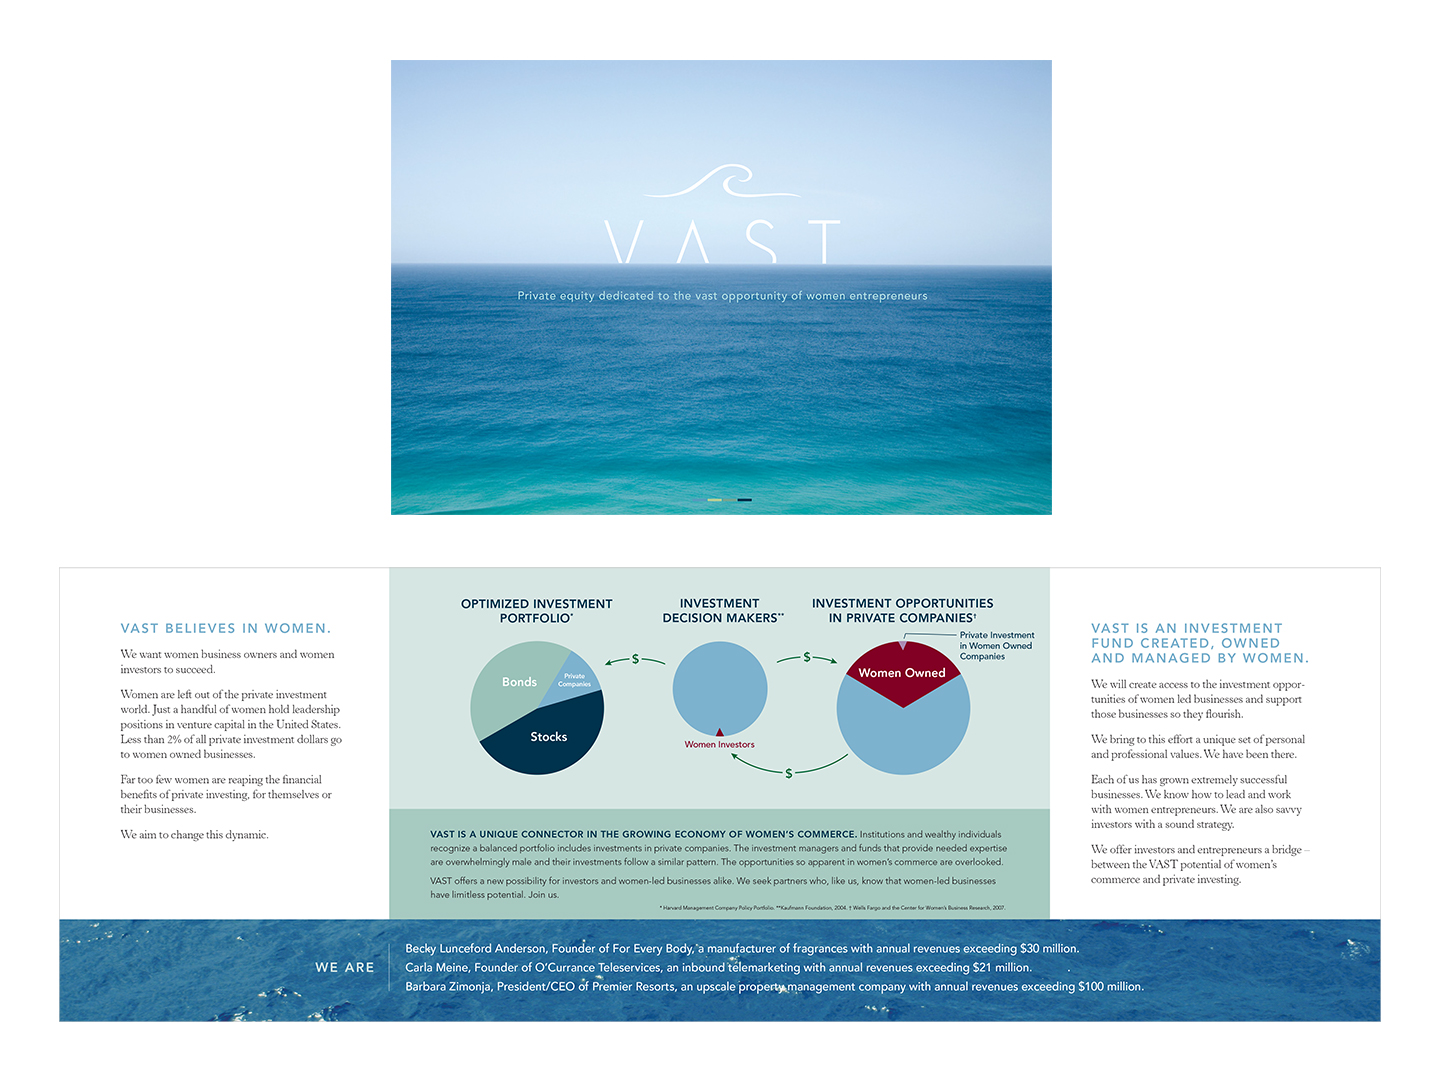 VAST
Private equity dedicated to the vast opportunity of women entrepreneurs
VAST BELIEVES IN WOMEN.
We want women business owners and women
investors to succeed.
Women are left out of the private investment
world. Just a handful of women hold leadership
positions in venture capital in the United States.
Less than 2% of all private investment dollars go
to women owned businesses.
Far too few women are reaping the financial
benefits of private investing, for themselves or
their businesses.
We aim to change this dynamic.
OPTIMIZED INVESTMENT
PORTFOLIO*
Bonds
Private
Companies
Stocks
$
INVESTMENT
DECISION MAKERS**
Women Investors
$
$
INVESTMENT OPPORTUNITIES
IN PRIVATE COMPANIES†
Private Investment
in Women Owned
Companies
Women Owned
VAST IS A UNIQUE CONNECTOR IN THE GROWING ECONOMY OF WOMEN'S COMMERCE. Institutions and wealthy individuals
recognize a balanced portfolio includes investments in private companies. The investment managers and funds that provide needed expertise
are overwhelmingly male and their investments follow a similar pattern. The opportunities so apparent in women's commerce are overlooked.
VAST offers a new possibility for investors and women-led businesses alike. We seek partners who, like us, know that women-led businesses
have limitless potential. Join us.
* Harvard Management Company Policy Portfolio. **Kaufmann Foundation, 2004. † Wells Fargo and the Center for Women's Business Research, 2007.
VAST IS AN INVESTMENT
FUND CREATED, OWNED
AND MANAGED BY WOMEN.
We will create access to the investment oppor-
tunities of women led businesses and support
those businesses so they flourish.
We bring to this effort a unique set of personal
and professional values. We have been there.
Each of us has grown extremely successful
businesses. We know how to lead and work
with women entrepreneurs. We are also savvy
investors with a sound strategy.
We offer investors and entrepreneurs a bridge –
between the VAST potential of women's
commerce and private investing.
WE ARE
Becky Lunceford Anderson, Founder of For Every Body, a manufacturer of fragrances with annual revenues exceeding $30 million.
Carla Meine, Founder of O'Currance Teleservices, an inbound telemarketing with annual revenues exceeding $21 million.
Barbara Zimonja, President/CEO of Premier Resorts, an upscale property management company with annual revenues exceeding $100 million.